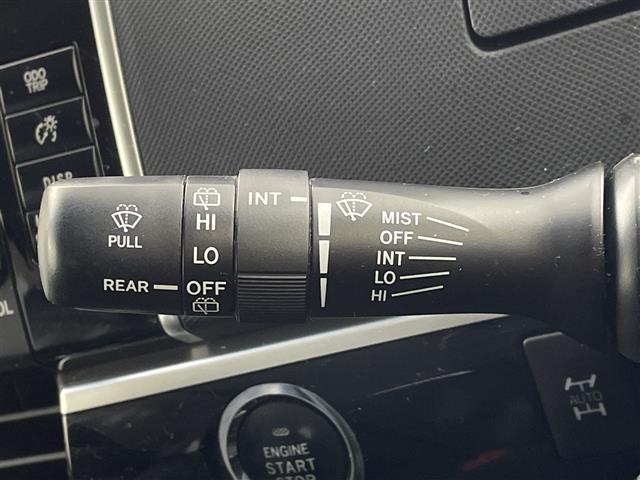 ODO
TRIP
DISP
PULL
REAR
HI
LO
OFF
INT
MIST
OFF
INT
LO
HI
ENGINE
START
STOP
AUTO